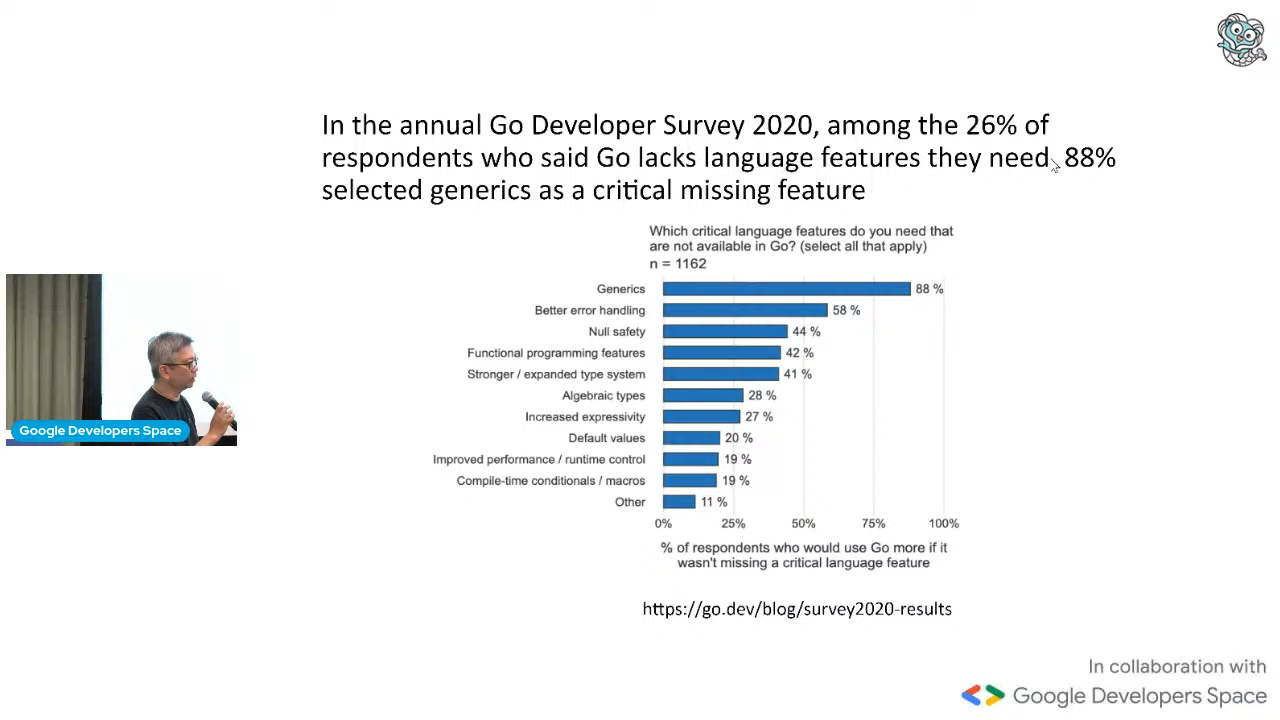 In the annual Go Developer Survey 2020, among the 26% of
respondents who said Go lacks language features they need, 88%
selected generics as a critical missing feature
Which critical language features do you need that
are not available in Go? (select all that apply)
n = 1162
Generics 88 %
Better error handling 58 %
Null safety 44 %
Functional programming features 42 %
Stronger / expanded type system 41 %
Algebraic types 28 %
Increased expressivity 27 %
Default values 20 %
Improved performance / runtime control 19 %
Compile-time conditionals / macros 19 %
Other 11 %
0% 25% 50% 75% 100%
% of respondents who would use Go more if it
wasn't missing a critical language feature
https://go.dev/blog/survey2020-results
Google Developers Space
In collaboration with
Google Developers Space